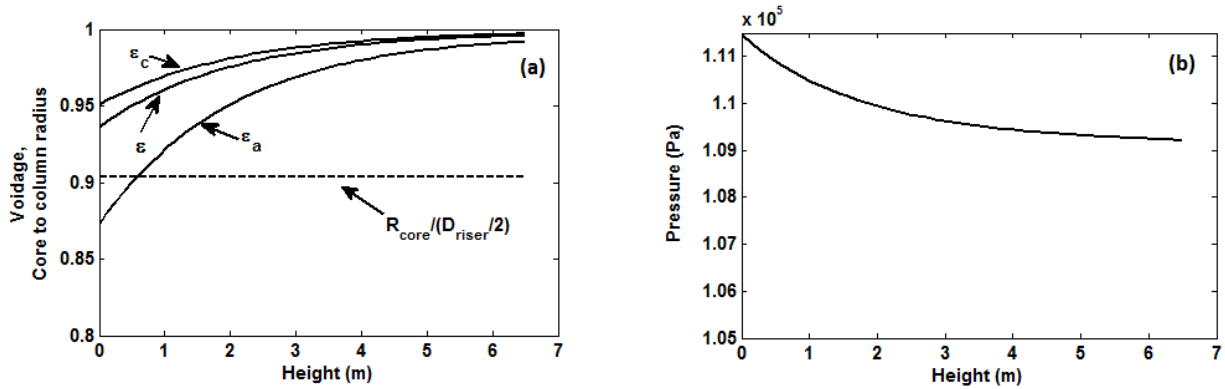 1
0.95
0.9
0.85
0.8
Voidage,
Core to column radius
ε_c
ε
ε_a
(a)
R_core/(D_riser/2)
0 1 2 3 4 5 6 7
Height (m)
x 10^5
1.11
1.1
1.09
1.08
1.07
1.06
1.05
Pressure (Pa)
(b)
0 1 2 3 4 5 6 7
Height (m)